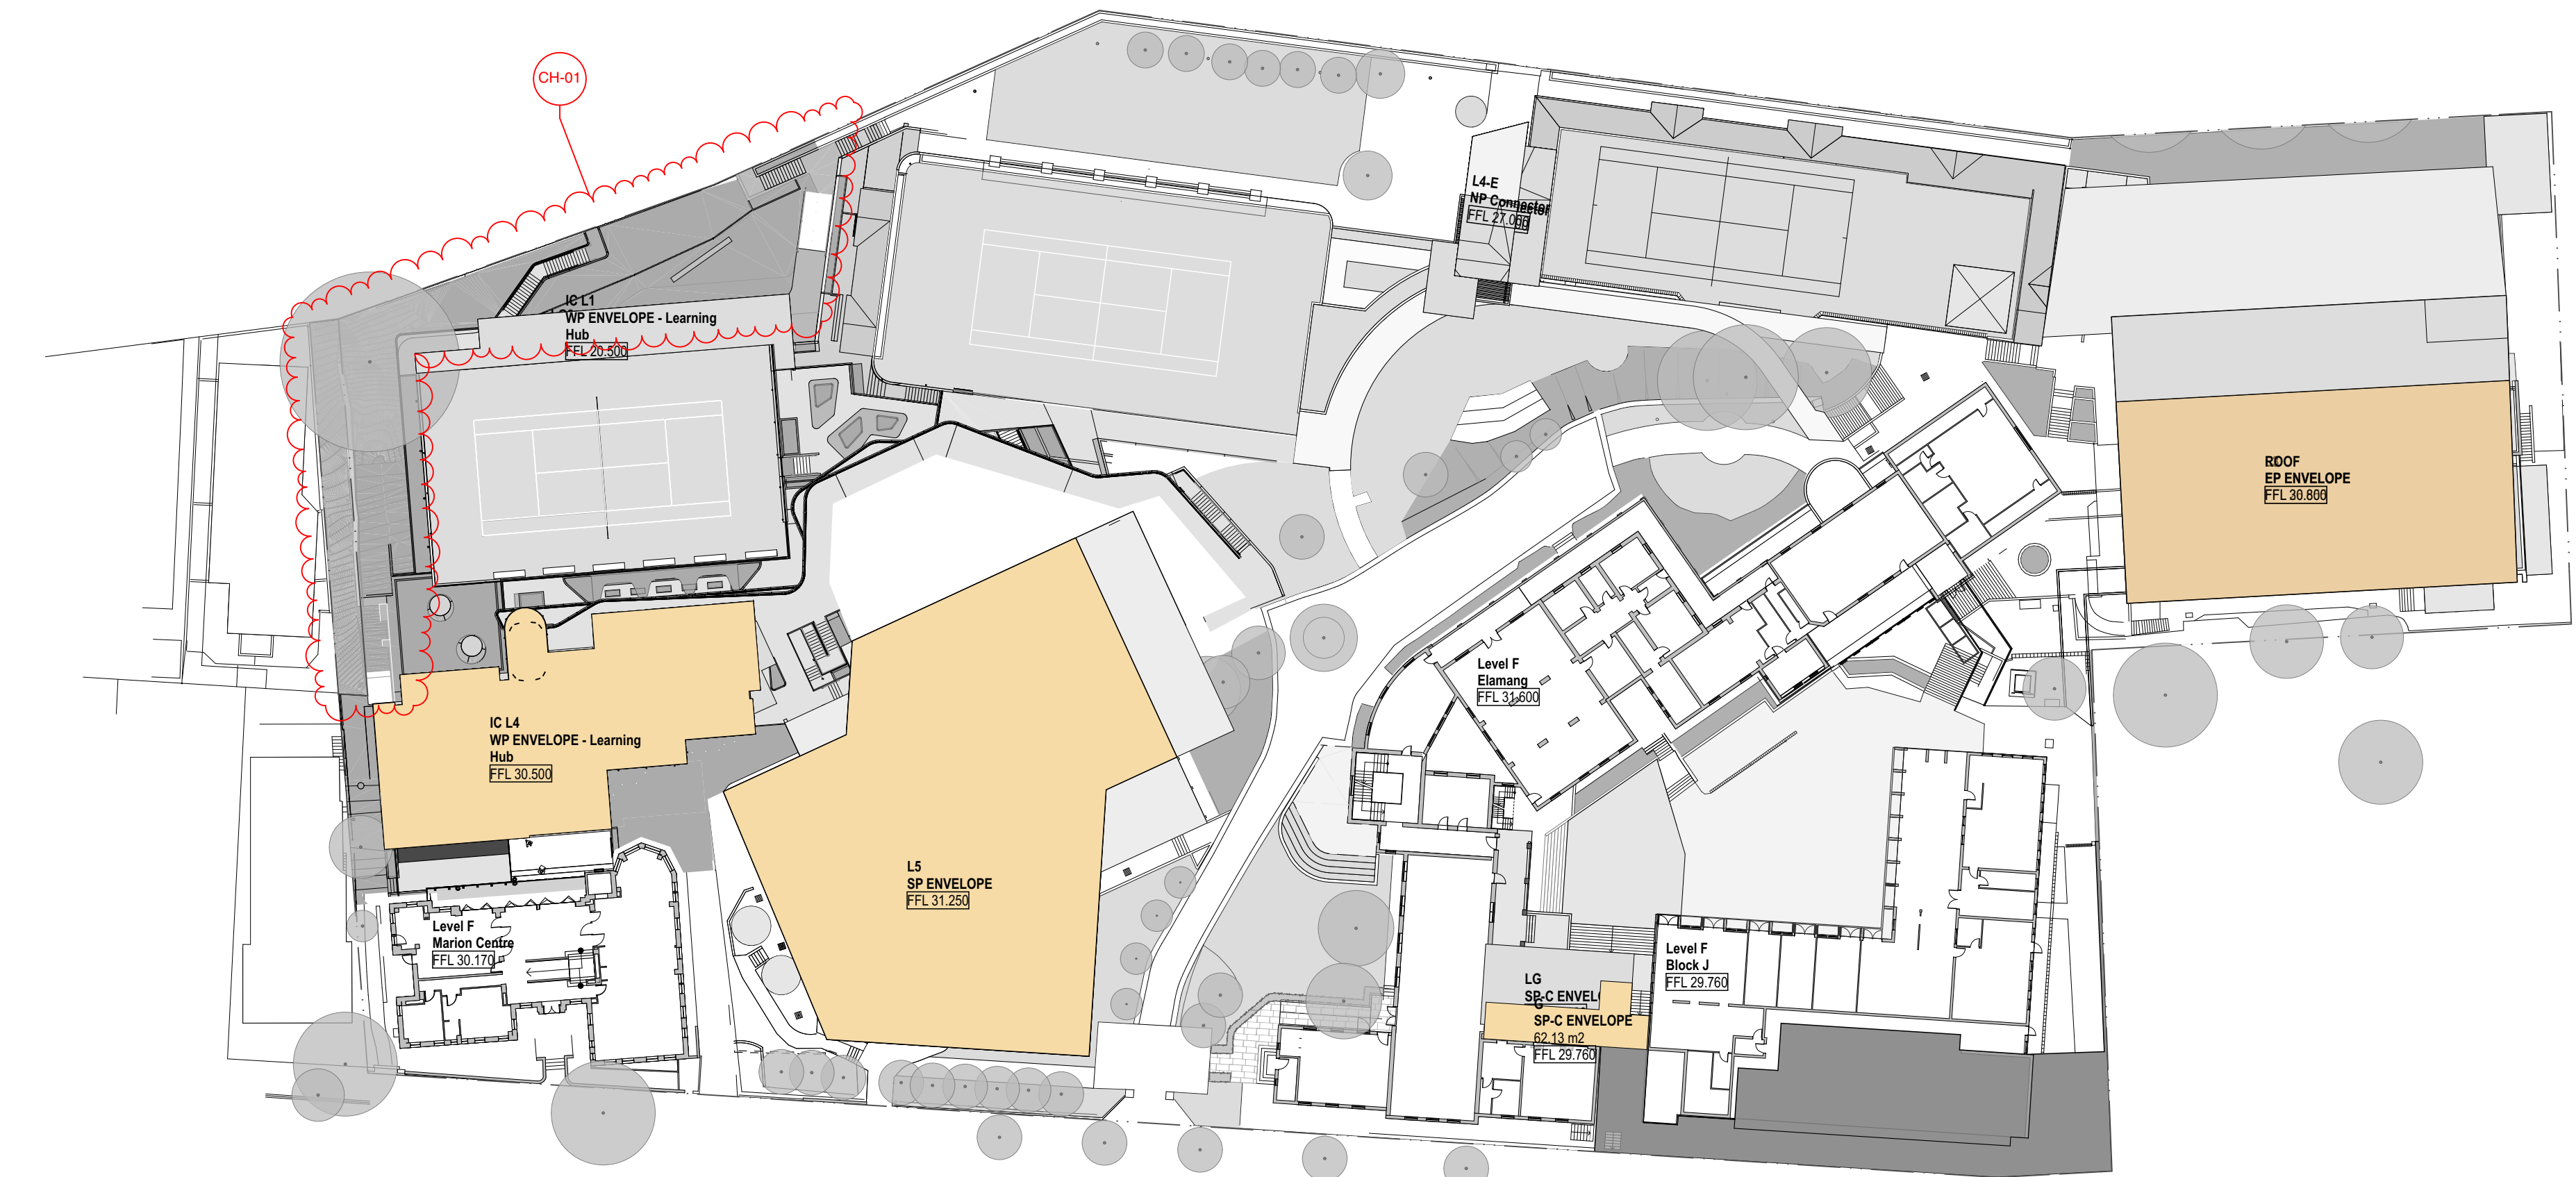 CH-01
L4-E
NP Connector
FFL 27.000
IC L1
WP ENVELOPE - Learning
Hub
FFL 20.500
ROOF
EP ENVELOPE
FFL 30.800
Level F
Elamang
FFL 31.600
IC L4
WP ENVELOPE - Learning
Hub
FFL 30.500
L5
SP ENVELOPE
FFL 31.250
Level F
Marion Centre
FFL 30.170
Level F
Block J
FFL 29.760
LG
SP-C ENVEL
G
SP-C ENVELOPE
62.13 m2
FFL 29.760